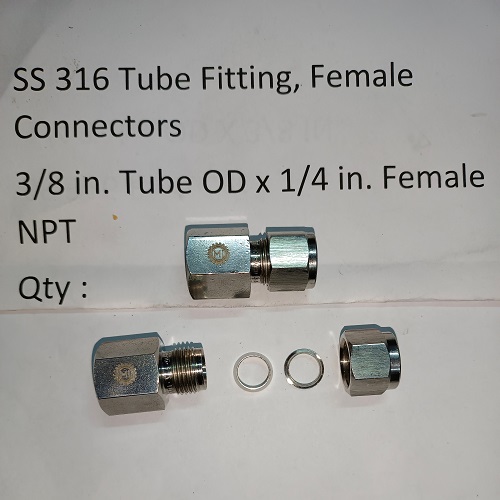 SS 316 Tube Fitting, Female
Connectors
3/8 in. Tube OD x 1/4 in. Female
NPT
Qty :